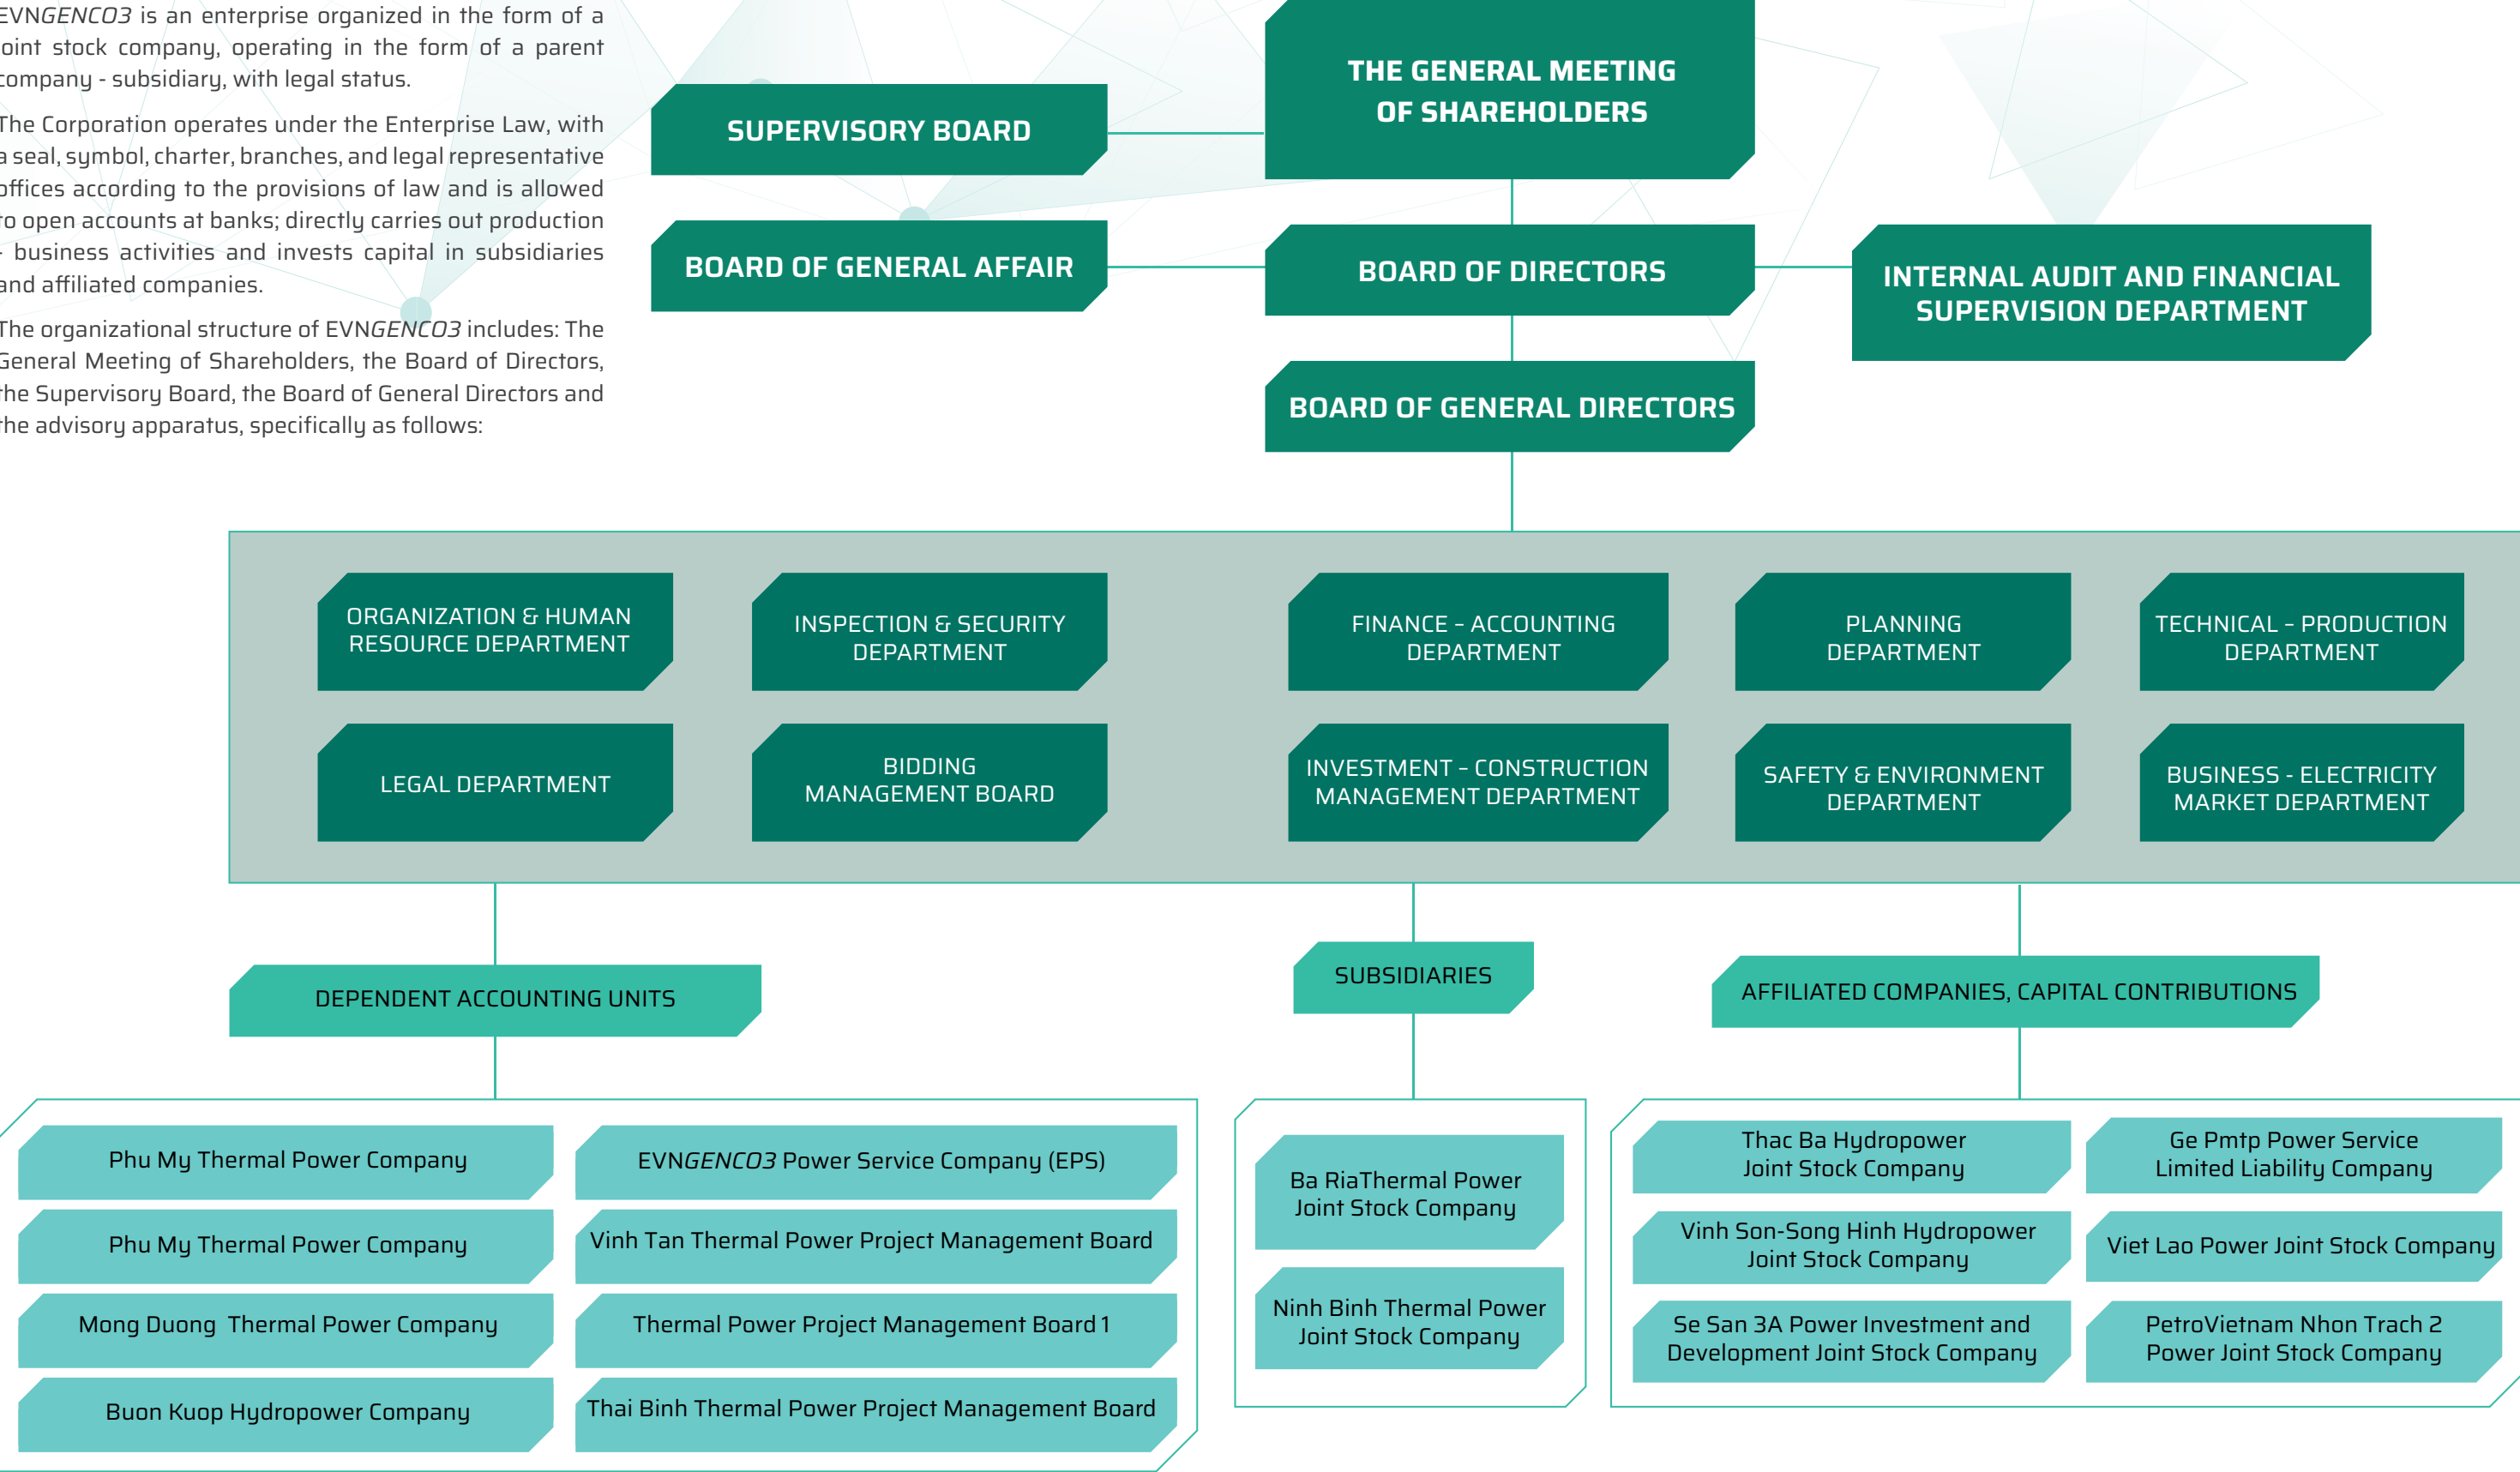 EVNGENCO3 is an enterprise organized in the form of a
joint stock company, operating in the form of a parent
company - subsidiary, with legal status.
The Corporation operates under the Enterprise Law, with
a seal, symbol, charter, branches, and legal representative
offices according to the provisions of law and is allowed
to open accounts at banks; directly carries out production
- business activities and invests capital in subsidiaries
and affiliated companies.
The organizational structure of EVNGENCO3 includes: The
General Meeting of Shareholders, the Board of Directors,
the Supervisory Board, the Board of General Directors and
the advisory apparatus, specifically as follows:
THE GENERAL MEETING
OF SHAREHOLDERS
SUPERVISORY BOARD
BOARD OF GENERAL AFFAIR
BOARD OF DIRECTORS
INTERNAL AUDIT AND FINANCIAL
SUPERVISION DEPARTMENT
BOARD OF GENERAL DIRECTORS
ORGANIZATION & HUMAN
RESOURCE DEPARTMENT
INSPECTION & SECURITY
DEPARTMENT
FINANCE – ACCOUNTING
DEPARTMENT
PLANNING
DEPARTMENT
TECHNICAL – PRODUCTION
DEPARTMENT
LEGAL DEPARTMENT
BIDDING
MANAGEMENT BOARD
INVESTMENT – CONSTRUCTION
MANAGEMENT DEPARTMENT
SAFETY & ENVIRONMENT
DEPARTMENT
BUSINESS - ELECTRICITY
MARKET DEPARTMENT
DEPENDENT ACCOUNTING UNITS
SUBSIDIARIES
AFFILIATED COMPANIES, CAPITAL CONTRIBUTIONS
Phu My Thermal Power Company
Phu My Thermal Power Company
Mong Duong Thermal Power Company
Buon Kuop Hydropower Company
EVNGENCO3 Power Service Company (EPS)
Vinh Tan Thermal Power Project Management Board
Thermal Power Project Management Board 1
Thai Binh Thermal Power Project Management Board
Ba RiaThermal Power
Joint Stock Company
Ninh Binh Thermal Power
Joint Stock Company
Thac Ba Hydropower
Joint Stock Company
Vinh Son-Song Hinh Hydropower
Joint Stock Company
Se San 3A Power Investment and
Development Joint Stock Company
Ge Pmtp Power Service
Limited Liability Company
Viet Lao Power Joint Stock Company
PetroVietnam Nhon Trach 2
Power Joint Stock Company